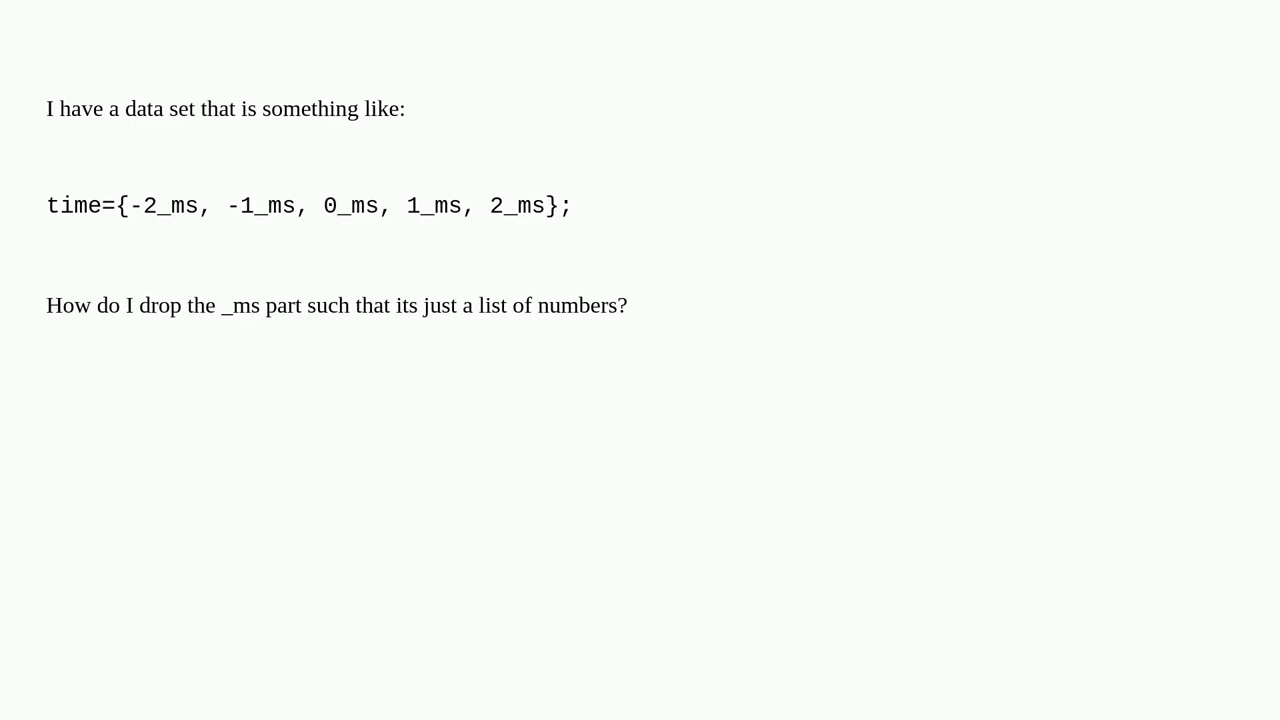 I have a data set that is something like:
time={-2_ms, -1_ms, 0_ms, 1_ms, 2_ms};
How do I drop the _ms part such that its just a list of numbers?